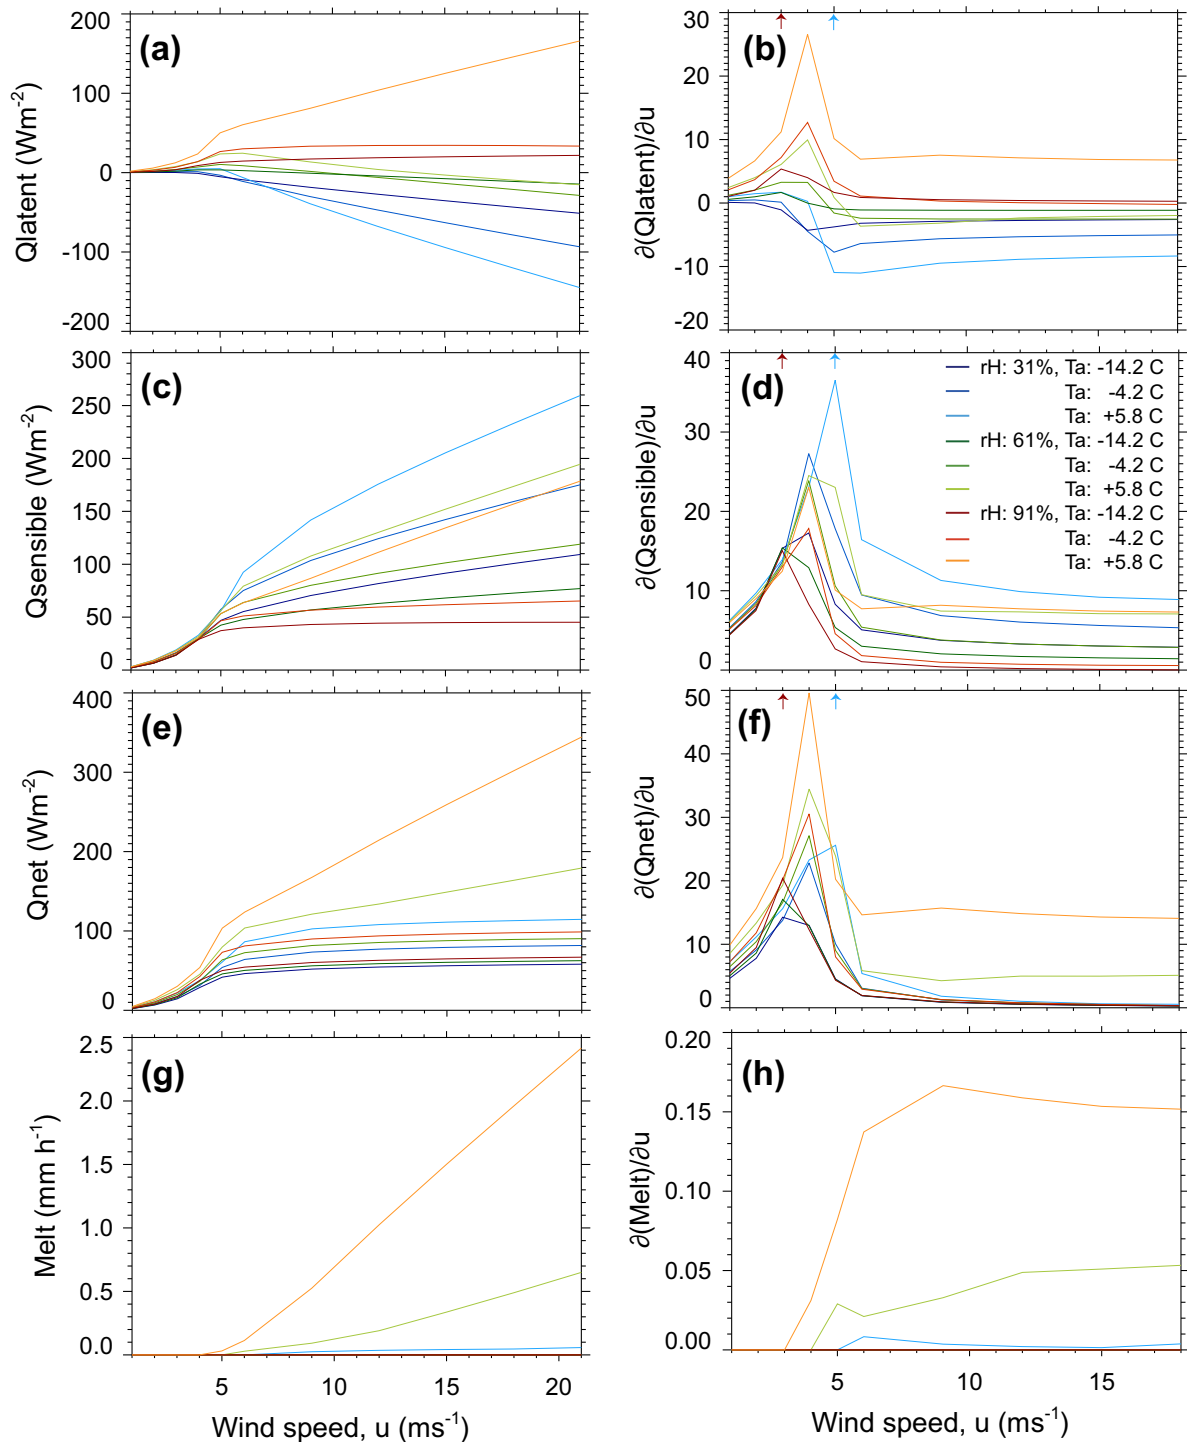 (a)
Qlatent (Wm-2)
200
100
0
-100
-200
(b)
∂(Qlatent)/∂u
30
20
10
0
-10
-20
(c)
Qsensible (Wm-2)
300
250
200
150
100
50
0
(d)
∂(Qsensible)/∂u
40
30
20
10
0
rH: 31%, Ta: -14.2 C
Ta: -4.2 C
Ta: +5.8 C
rH: 61%, Ta: -14.2 C
Ta: -4.2 C
Ta: +5.8 C
rH: 91%, Ta: -14.2 C
Ta: -4.2 C
Ta: +5.8 C
(e)
Qnet (Wm-2)
400
300
200
100
0
(f)
∂(Qnet)/∂u
50
40
30
20
10
0
(g)
Melt (mm h-1)
2.5
2.0
1.5
1.0
0.5
0.0
5 10 15 20
Wind speed, u (ms-1)
(h)
∂(Melt)/∂u
0.20
0.15
0.10
0.05
0.00
5 10 15
Wind speed, u (ms-1)